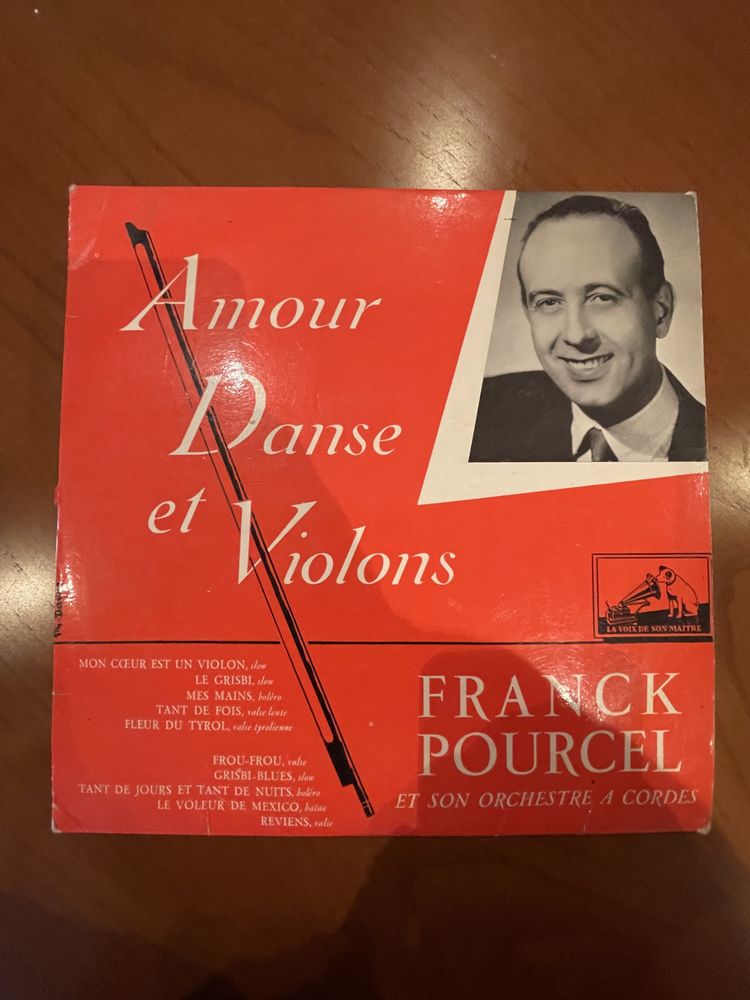 Amour
Danse
et Violons
LA VOIX DE SON MAÎTRE
MON CŒUR EST UN VIOLON, slow
LE GRISBI, slow
MES MAINS, boléro
TANT DE FOIS, valse lente
FLEUR DU TYROL, valse tyrolienne
FROU-FROU, valse
GRISBI-BLUES, slow
TANT DE JOURS ET TANT DE NUITS, boléro
LE VOLEUR DE MEXICO, baïao
REVIENS, valse
FRANCK
POURCEL
ET SON ORCHESTRE A CORDES